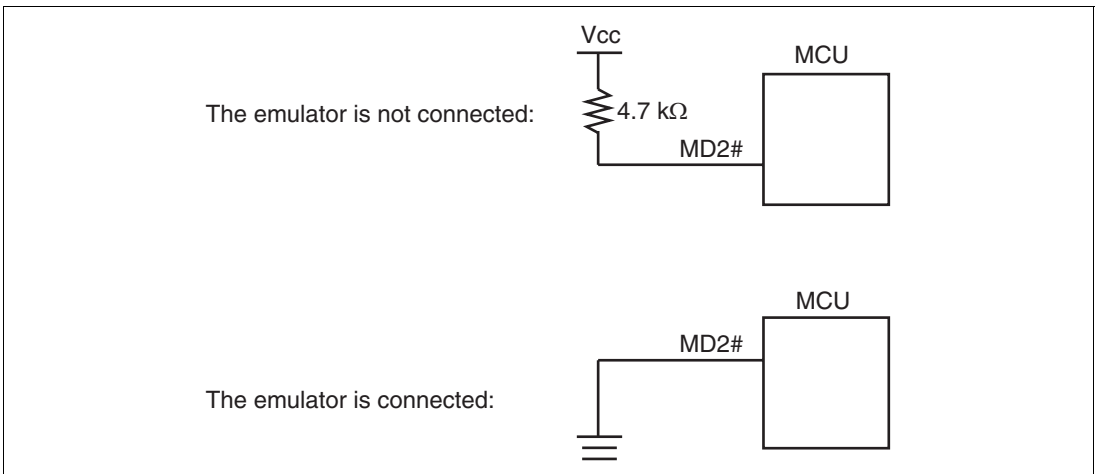 Vcc
MCU
The emulator is not connected:
4.7 kΩ
MD2#
MCU
MD2#
The emulator is connected: